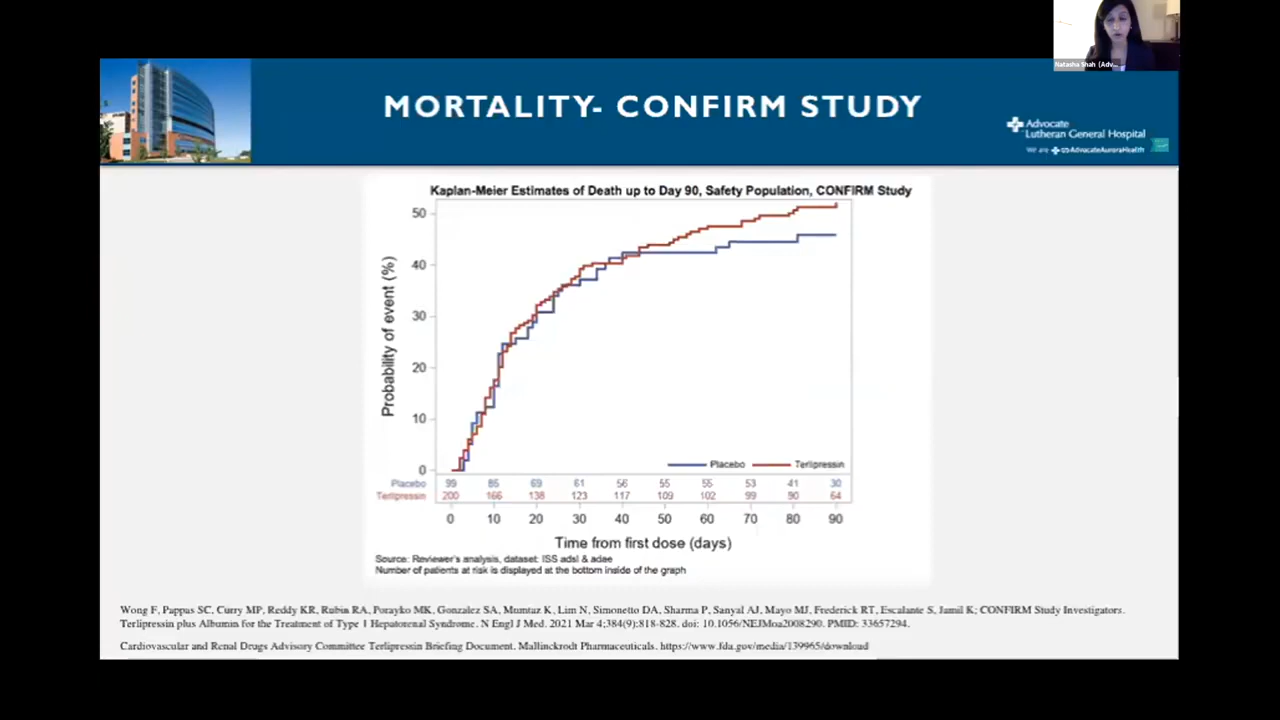 Natasha Shah (Adv...
MORTALITY- CONFIRM STUDY
Advocate
Lutheran General Hospital
We are AdvocateAuroraHealth
Kaplan-Meier Estimates of Death up to Day 90, Safety Population, CONFIRM Study
Probability of event (%)
50
40
30
20
10
0
Placebo Terlipressin
Placebo 99 85 69 61 56 55 55 53 41 30
Terlipressin 200 166 138 123 117 109 102 99 90 64
0 10 20 30 40 50 60 70 80 90
Time from first dose (days)
Source: Reviewer's analysis, dataset: ISS adsl & adae
Number of patients at risk is displayed at the bottom inside of the graph
Wong F, Pappas SC, Curry MP, Reddy KR, Rubin RA, Porayko MK, Gonzalez SA, Mumtaz K, Lim N, Simonetto DA, Sharma P, Sanyal AJ, Mayo MJ, Frederick RT, Escalante S, Jamil K; CONFIRM Study Investigators.
Terlipressin plus Albumin for the Treatment of Type 1 Hepatorenal Syndrome. N Engl J Med. 2021 Mar 4;384(9):818-828. doi: 10.1056/NEJMoa2008290. PMID: 33657294.
Cardiovascular and Renal Drugs Advisory Committee Terlipressin Briefing Document. Mallinckrodt Pharmaceuticals. https://www.fda.gov/media/139965/download